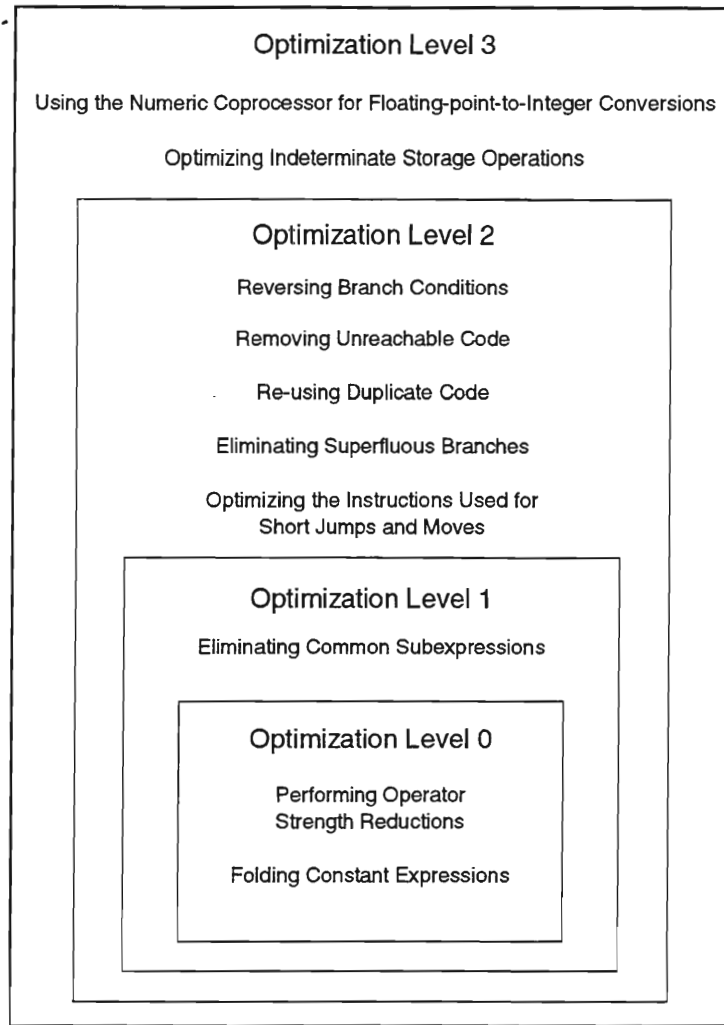 Optimization Level 3
Using the Numeric Coprocessor for Floating-point-to-Integer Conversions
Optimizing Indeterminate Storage Operations
Optimization Level 2
Reversing Branch Conditions
Removing Unreachable Code
Re-using Duplicate Code
Eliminating Superfluous Branches
Optimizing the Instructions Used for
Short Jumps and Moves
Optimization Level 1
Eliminating Common Subexpressions
Optimization Level 0
Performing Operator
Strength Reductions
Folding Constant Expressions